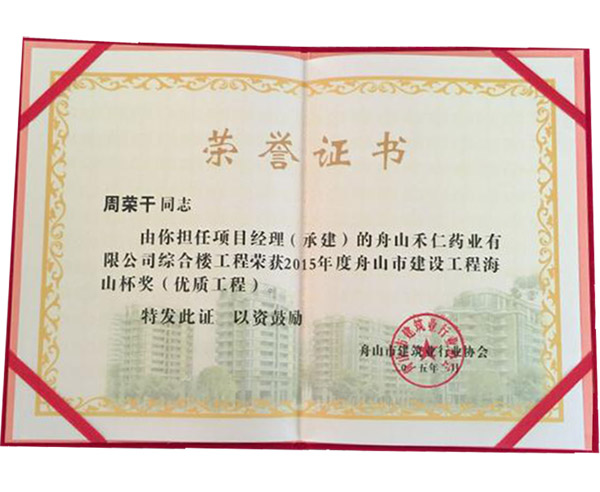 荣誉证书
周荣干同志
由你担任项目经理（承建）的舟山禾仁药业有
限公司综合楼工程荣获2015年度舟山市建设工程海
山杯奖（优质工程）
特发此证 以资鼓励
舟山市建筑业行业协会